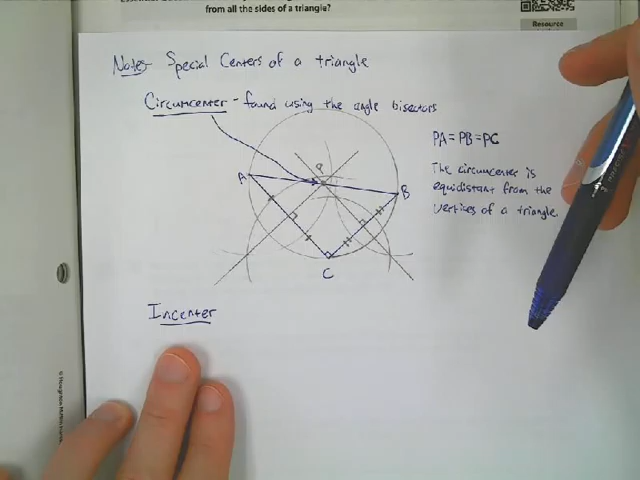 from all the sides of a triangle?
Resource
Note- Special Centers of a triangle
Circumcenter - found using the angle bisectors
PA = PB = PC
The circumcenter is
equidistant from the
vertices of a triangle.
P
A
B
C
Incenter